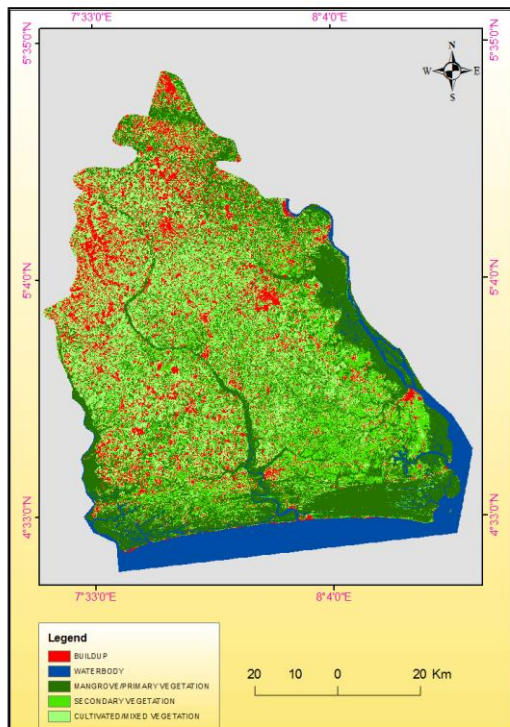 7°33'0"E 8°4'0"E
5°35'0"N 5°35'0"N
N
W E
S
5°4'0"N 5°4'0"N
4°33'0"N 4°33'0"N
7°33'0"E 8°4'0"E
Legend
BUILDUP
WATERBODY
MANGROVE/PRIMARY VEGETATION
SECONDARY VEGETATION
CULTIVATED/MIXED VEGETATION
20 10 0 20 Km